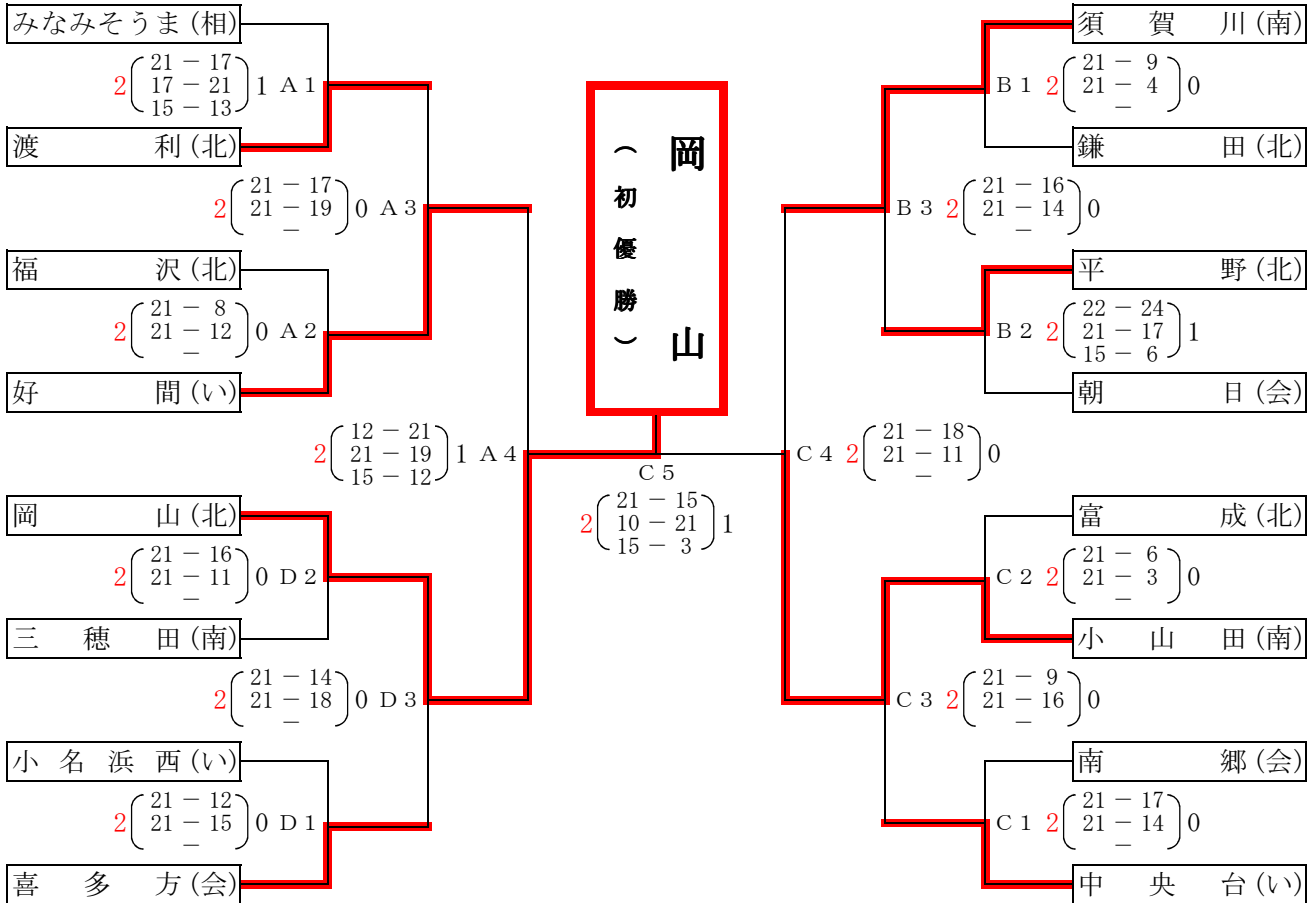 みなみそうま(相)
21 － 17
2 17 － 21 1 A1
15 － 13
渡利(北)
21 － 17
2 21 － 19 0 A3
－
福沢(北)
21 － 8
2 21 － 12 0 A2
－
好間(い)
12 － 21
2 21 － 19 1 A4
15 － 12
岡山(北)
21 － 16
2 21 － 11 0 D2
－
三穂田(南)
21 － 14
2 21 － 18 0 D3
－
小名浜西(い)
21 － 12
2 21 － 15 0 D1
－
喜多方(会)
岡山
(初優勝)
C5
21 － 15
2 10 － 21 1
15 － 3
須賀川(南)
21 － 9
B1 2 21 － 4 0
－
鎌田(北)
21 － 16
B3 2 21 － 14 0
－
平野(北)
22 － 24
B2 2 21 － 17 1
15 － 6
朝日(会)
21 － 18
C4 2 21 － 11 0
－
富成(北)
21 － 6
C2 2 21 － 3 0
－
小山田(南)
21 － 9
C3 2 21 － 16 0
－
南郷(会)
21 － 17
C1 2 21 － 14 0
－
中央台(い)